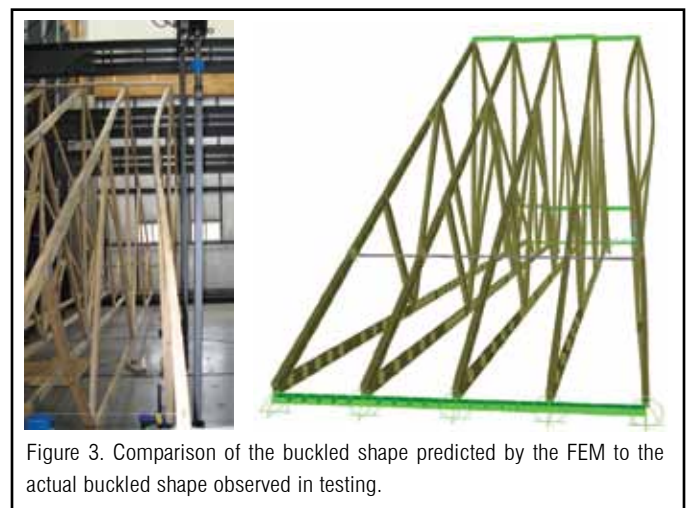 Figure 3. Comparison of the buckled shape predicted by the FEM to the
actual buckled shape observed in testing.